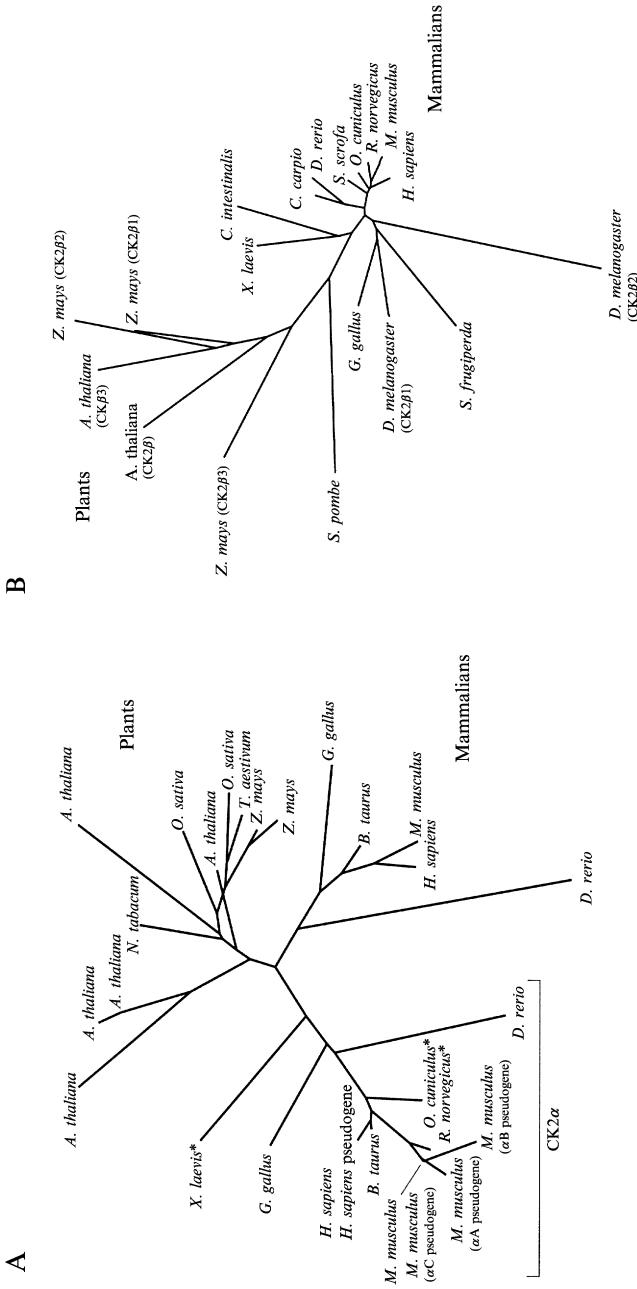 A
Plants
A. thaliana
A. thaliana
A. thaliana
A. thaliana
N. tabacum
O. sativa
A. thaliana
O. sativa
T. aestivum
Z. mays
Z. mays
G. gallus
B. taurus
M. musculus
H. sapiens
Mammalians
D. rerio
X. laevis*
G. gallus
H. sapiens
H. sapiens pseudogene
B. taurus
M. musculus
M. musculus
(αC pseudogene)
M. musculus
(αA pseudogene)
M. musculus
(αB pseudogene)
R. norvegicus*
O. cuniculus*
D. rerio
CK2α
B
Plants
Z. mays (CK2β2)
Z. mays (CK2β1)
A. thaliana
(CKβ3)
A. thaliana
(CK2β)
Z. mays (CK2β3)
S. pombe
C. intestinalis
X. laevis
C. carpio
D. rerio
S. scrofa
O. cuniculus
R. norvegicus
M. musculus
H. sapiens
Mammalians
G. gallus
D. melanogaster
(CK2β1)
S. frugiperda
D. melanogaster
(CK2β2)